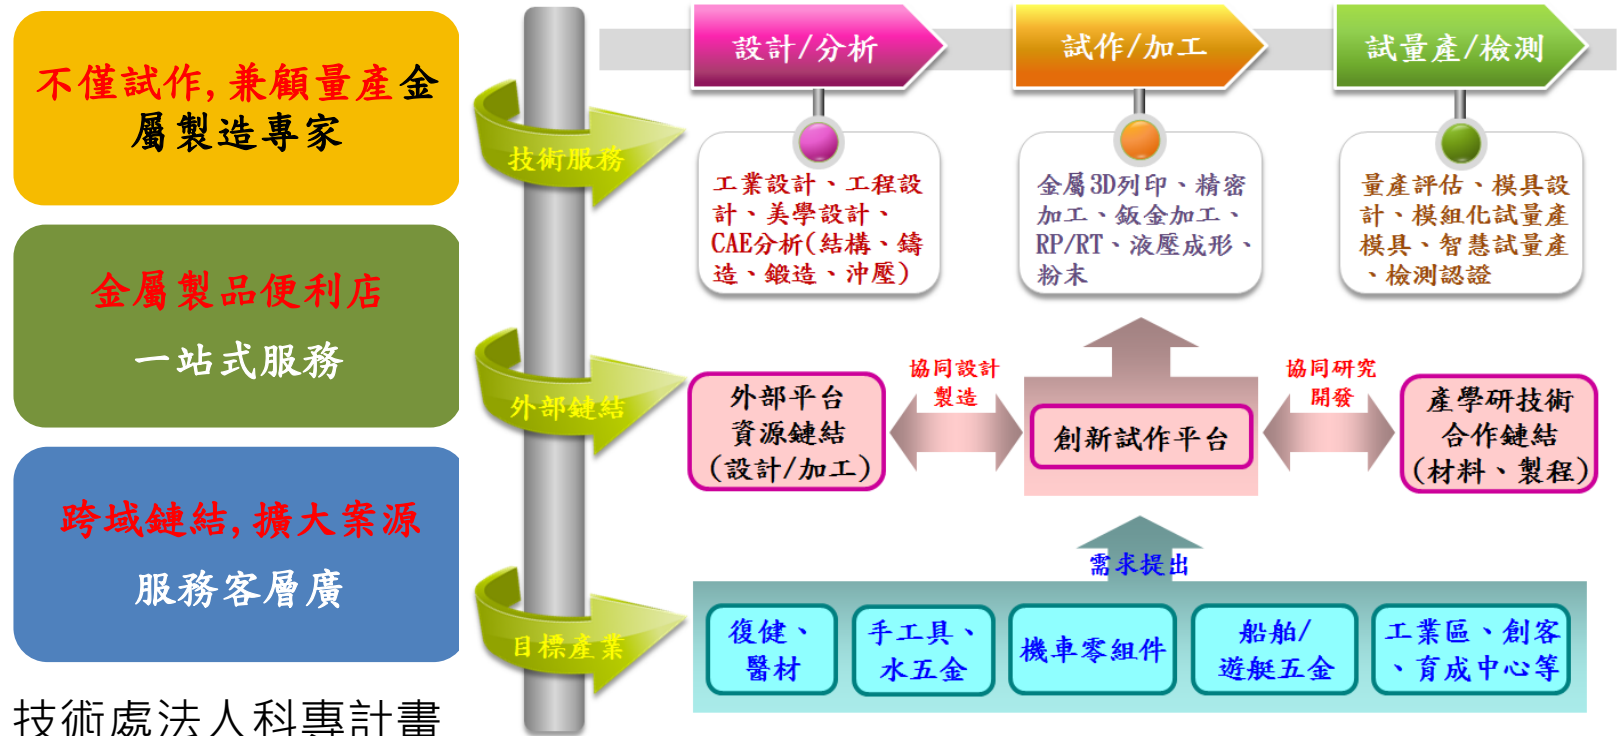 不僅試作,兼顧量產金
屬製造專家
金屬製品便利店
一站式服務
跨域鏈結,擴大案源
服務客層廣
技術處法人科專計畫
技術服務
設計/分析
試作/加工
試量產/檢測
工業設計、工程設
計、美學設計、
CAE分析(結構、鑄
造、鍛造、沖壓)
金屬3D列印、精密
加工、鈑金加工、
RP/RT、液壓成形、
粉末
量產評估、模具設
計、模組化試量產
模具、智慧試量產
、檢測認證
外部鏈結
外部平台
資源鏈結
(設計/加工)
協同設計
製造
創新試作平台
協同研究
開發
產學研技術
合作鏈結
(材料、製程)
目標產業
需求提出
復健、
醫材
手工具、
水五金
機車零組件
船舶/
遊艇五金
工業區、創客
、育成中心等